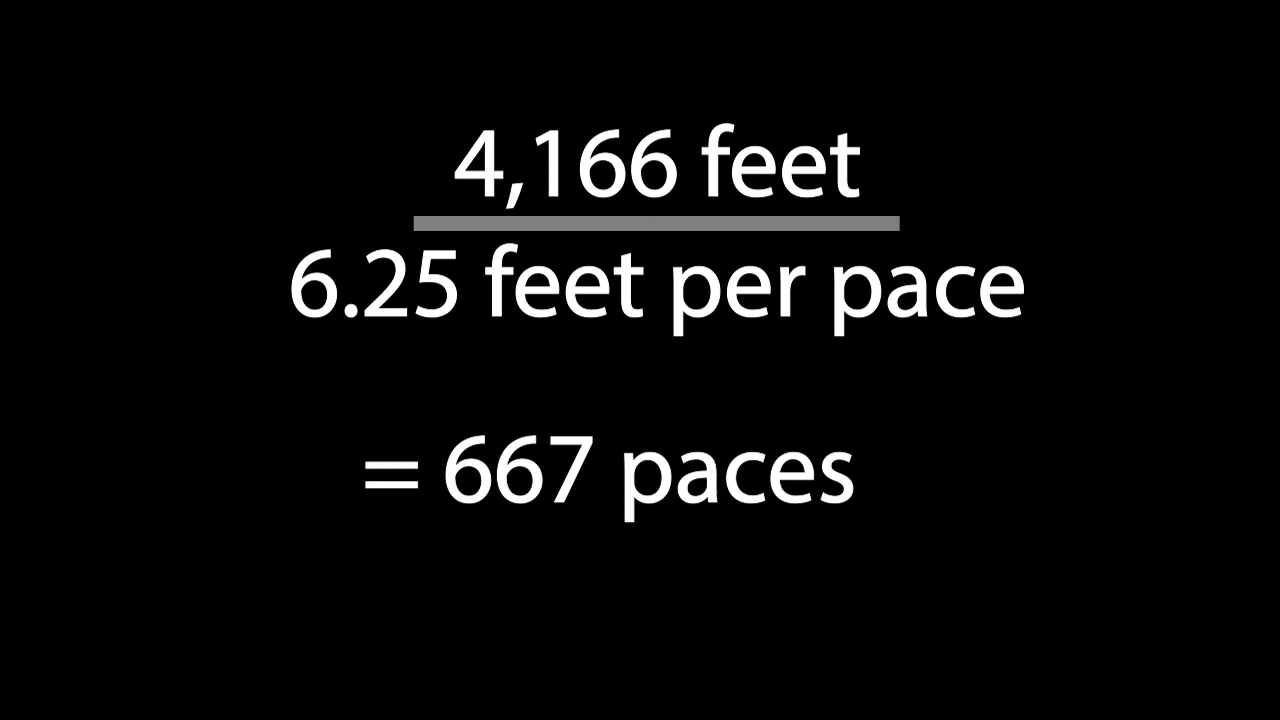 4,166 feet
6.25 feet per pace
= 667 paces